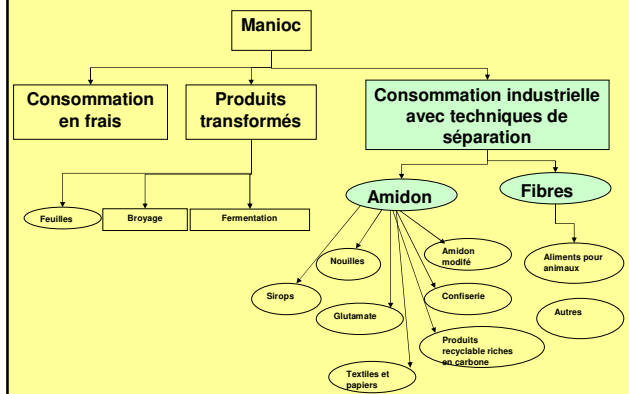 Manioc
Consommation
en frais
Produits
transformés
Consommation industrielle
avec techniques de
séparation
Amidon
Fibres
Feuilles
Broyage
Fermentation
Nouilles
Amidon
modifé
Aliments pour
animaux
Sirops
Confiserie
Glutamate
Autres
Produits
recyclable riches
en carbone
Textiles et
papiers